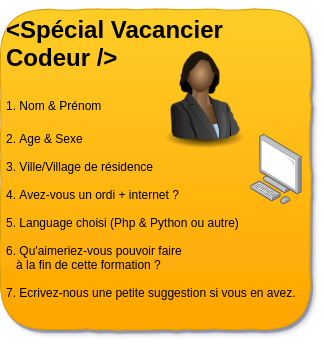 <Spécial Vacancier
Codeur />
1. Nom & Prénom
2. Age & Sexe
3. Ville/Village de résidence
4. Avez-vous un ordi + internet ?
5. Language choisi (Php & Python ou autre)
6. Qu'aimeriez-vous pouvoir faire
à la fin de cette formation ?
7. Ecrivez-nous une petite suggestion si vous en avez.